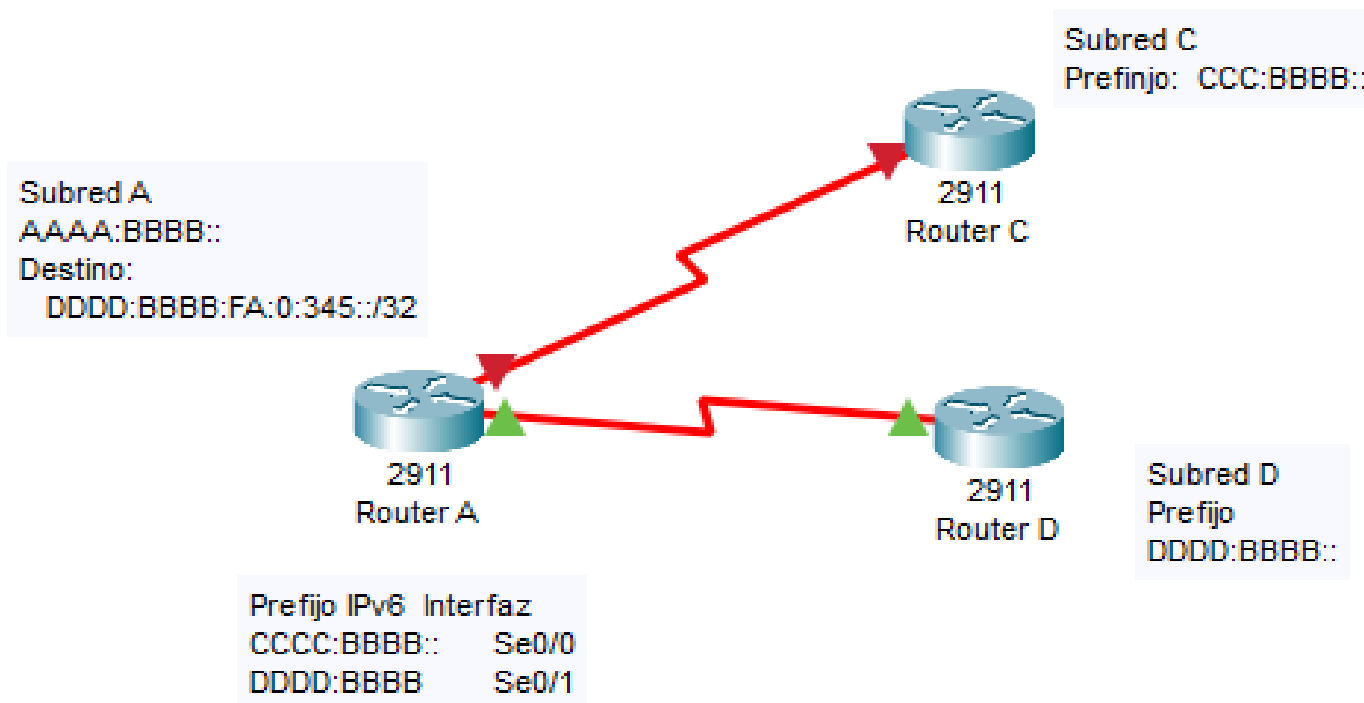 Subred C
Prefinjo: CCC:BBBB::
Subred A
AAAA:BBBB::
Destino:
DDDD:BBBB:FA:0:345::/32
2911
Router C
2911
Router A
2911
Router D
Subred D
Prefijo
DDDD:BBBB::
Prefijo IPv6 Interfaz
CCCC:BBBB:: Se0/0
DDDD:BBBB Se0/1